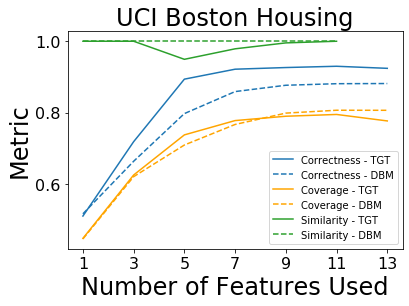 UCI Boston Housing
Metric
1.0
0.8
0.6
Correctness - TGT
Correctness - DBM
Coverage - TGT
Coverage - DBM
Similarity - TGT
Similarity - DBM
1 3 5 7 9 11 13
Number of Features Used